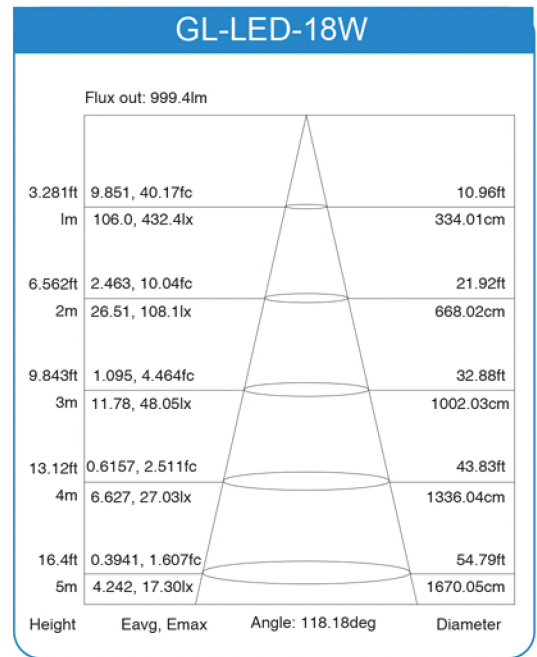 GL-LED-18W
Flux out: 999.4lm
3.281ft 9.851, 40.17fc 10.96ft
lm 106.0, 432.4lx 334.01cm
6.562ft 2.463, 10.04fc 21.92ft
2m 26.51, 108.1lx 668.02cm
9.843ft 1.095, 4.464fc 32.88ft
3m 11.78, 48.05lx 1002.03cm
13.12ft 0.6157, 2.511fc 43.83ft
4m 6.627, 27.03lx 1336.04cm
16.4ft 0.3941, 1.607fc 54.79ft
5m 4.242, 17.30lx 1670.05cm
Height Eavg, Emax Angle: 118.18deg Diameter